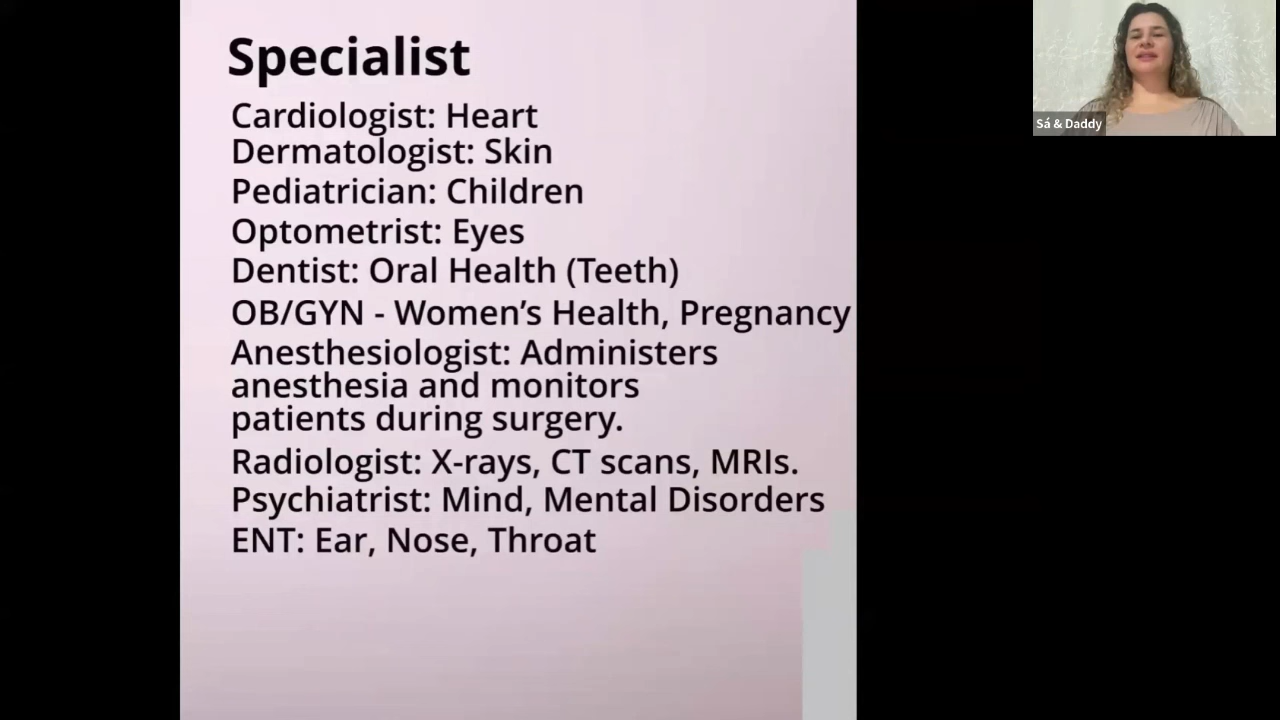 Specialist
Cardiologist: Heart
Dermatologist: Skin
Pediatrician: Children
Optometrist: Eyes
Dentist: Oral Health (Teeth)
OB/GYN - Women’s Health, Pregnancy
Anesthesiologist: Administers
anesthesia and monitors
patients during surgery.
Radiologist: X-rays, CT scans, MRIs.
Psychiatrist: Mind, Mental Disorders
ENT: Ear, Nose, Throat
Sá & Daddy